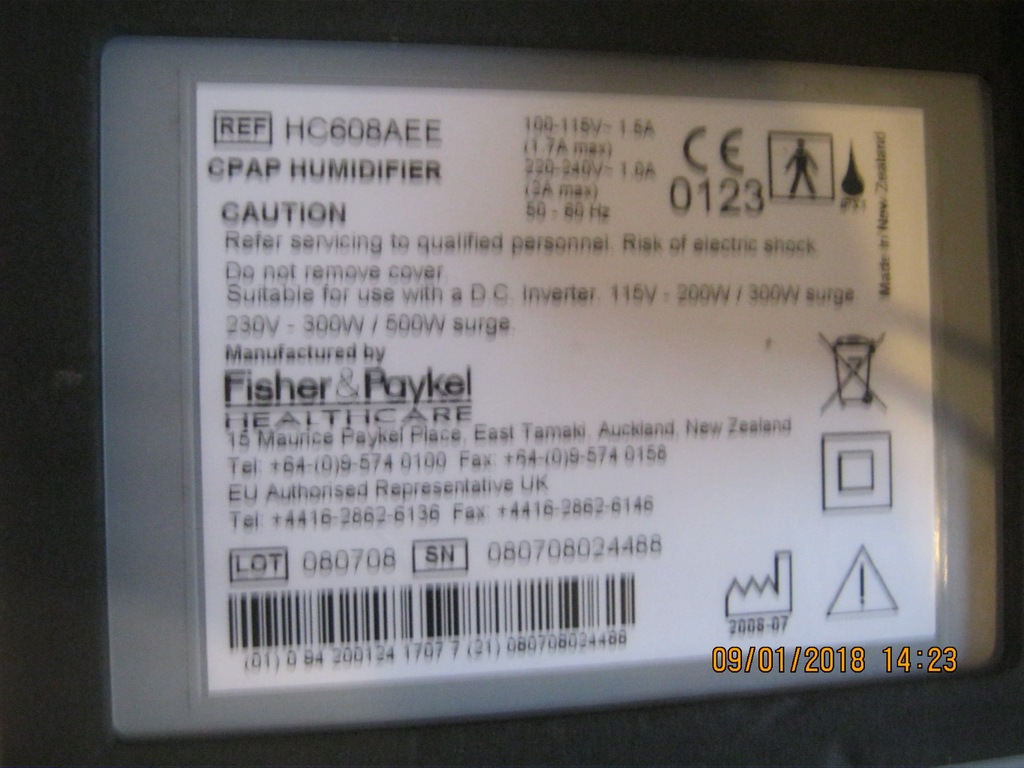 REF HC608AEE
CPAP HUMIDIFIER
100-115V~ 1.5A
(1.7A max)
220-240V~ 1.0A
(2A max)
50 - 60 Hz
CE
0123
Made in New Zealand
CAUTION
Refer servicing to qualified personnel. Risk of electric shock.
Do not remove cover.
Suitable for use with a D.C. Inverter. 115V - 200W / 300W surge
230V - 300W / 500W surge.
Manufactured by
Fisher&Paykel
HEALTHCARE
15 Maurice Paykel Place, East Tamaki, Auckland, New Zealand
Tel: +64-(0)9-574 0100 Fax: +64-(0)9-574 0158
EU Authorised Representative UK
Tel: +4416-2862-6136 Fax: +4416-2862-6146
LOT 080708 SN 080708024488
2008-07
(01) 0 94 200124 1707 7 (21) 080708024488
09/01/2018 14:23